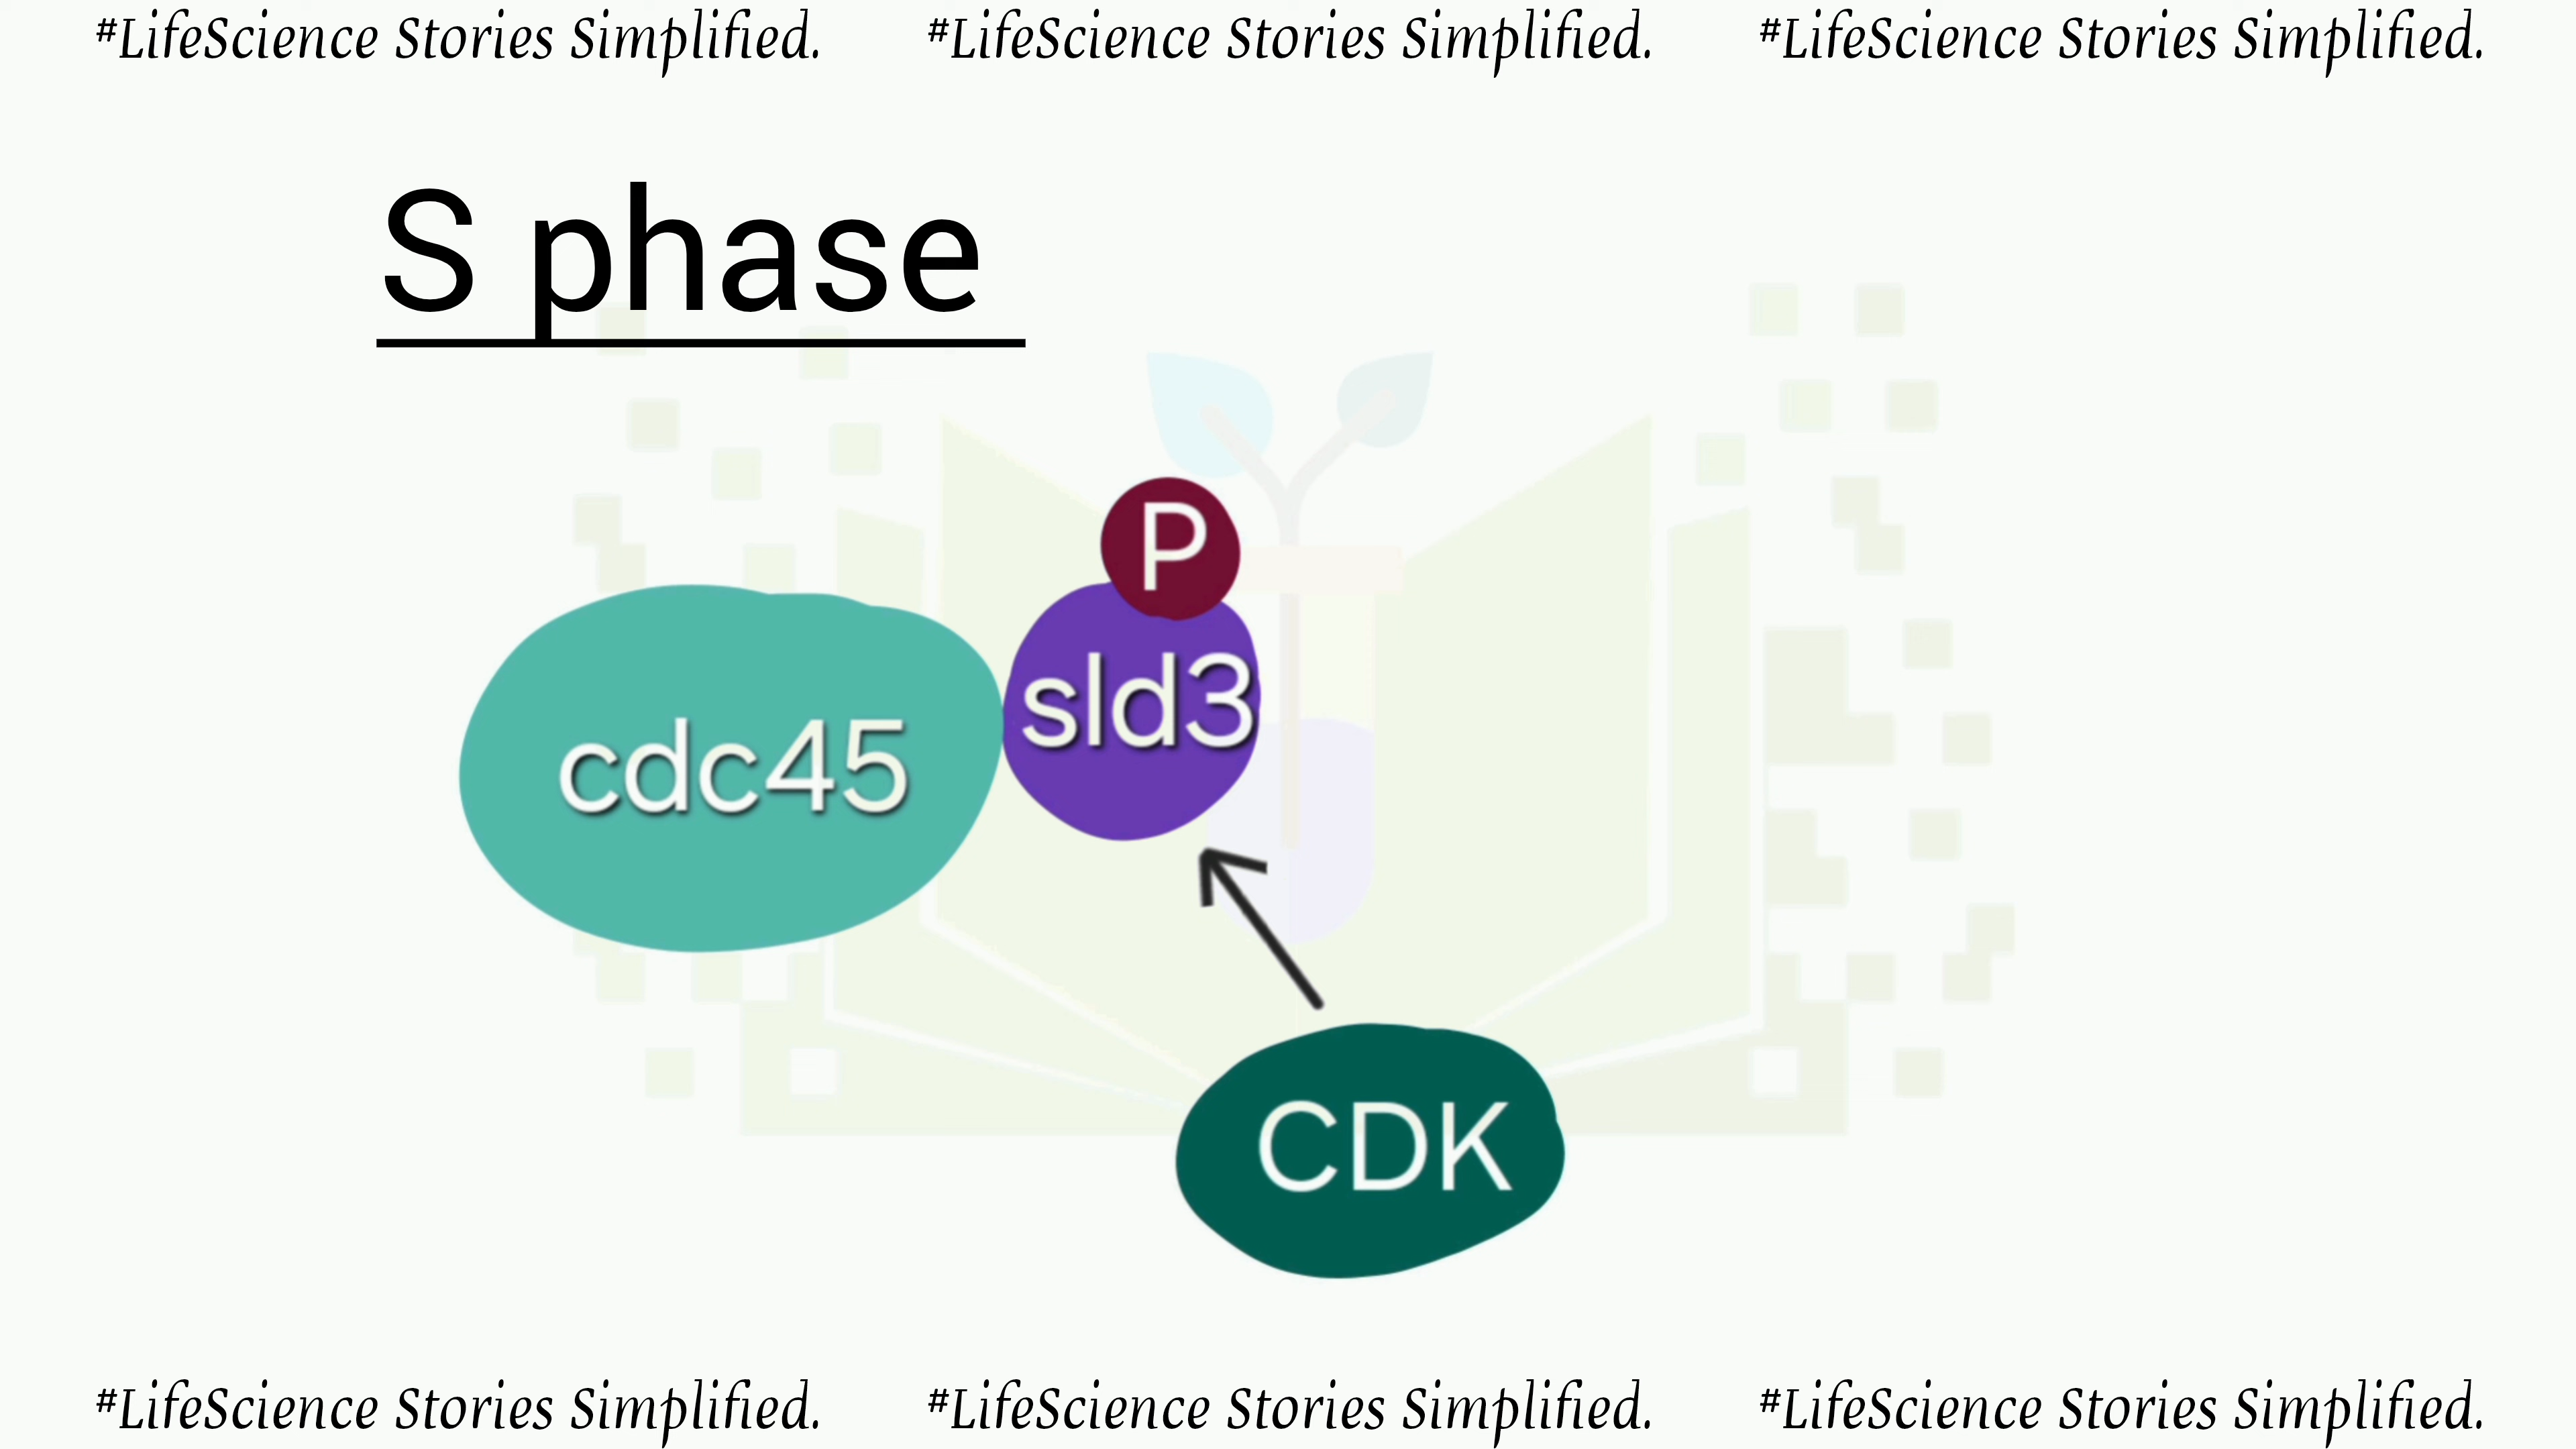 #LifeScience Stories Simplified. #LifeScience Stories Simplified. #LifeScience Stories Simplified.
S phase
P
sld3
cdc45
CDK
#LifeScience Stories Simplified. #LifeScience Stories Simplified. #LifeScience Stories Simplified.